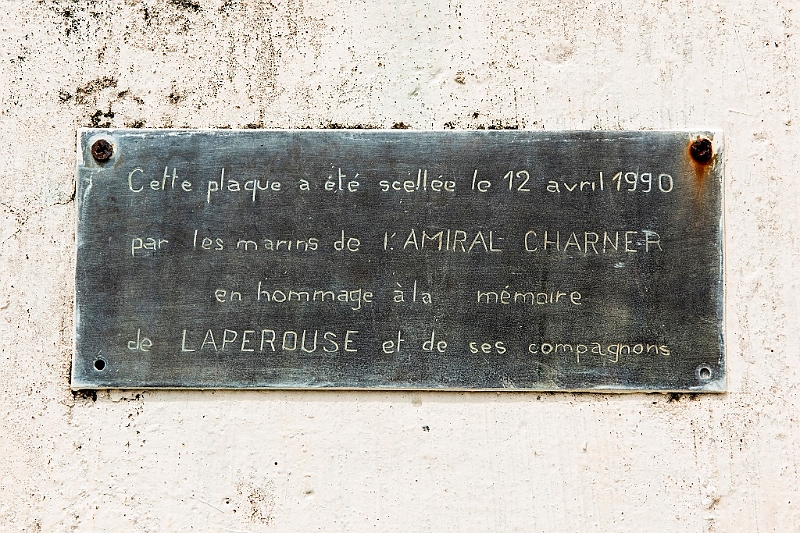 Cette plaque a été scellée le 12 avril 1990
par les marins de l'AMIRAL CHARNER
en hommage à la mémoire
de LAPEROUSE et de ses compagnons